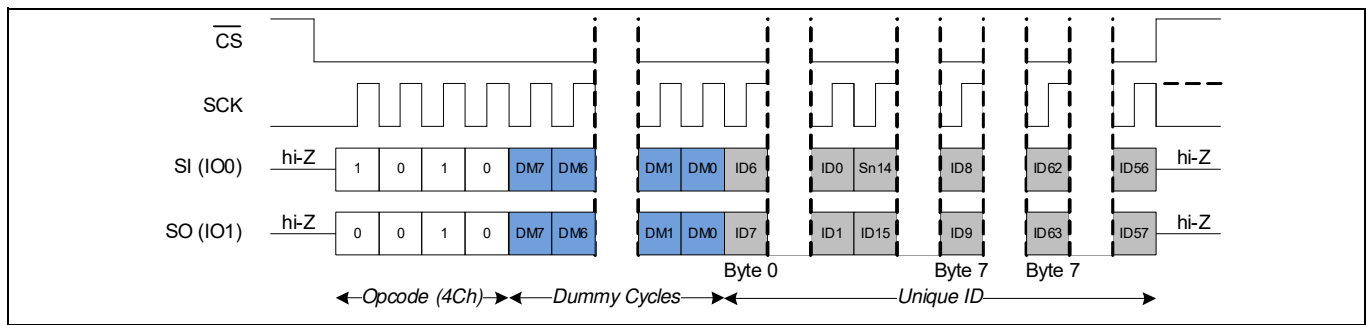 CS
SCK
SI (IO0) hi-Z 1 0 1 0 DM7 DM6 DM1 DM0 ID6 ID0 Sn14 ID8 ID62 ID56 hi-Z
SO (IO1) hi-Z 0 0 1 0 DM7 DM6 DM1 DM0 ID7 ID1 ID15 ID9 ID63 ID57 hi-Z
Byte 0 Byte 7 Byte 7
Opcode (4Ch) Dummy Cycles Unique ID